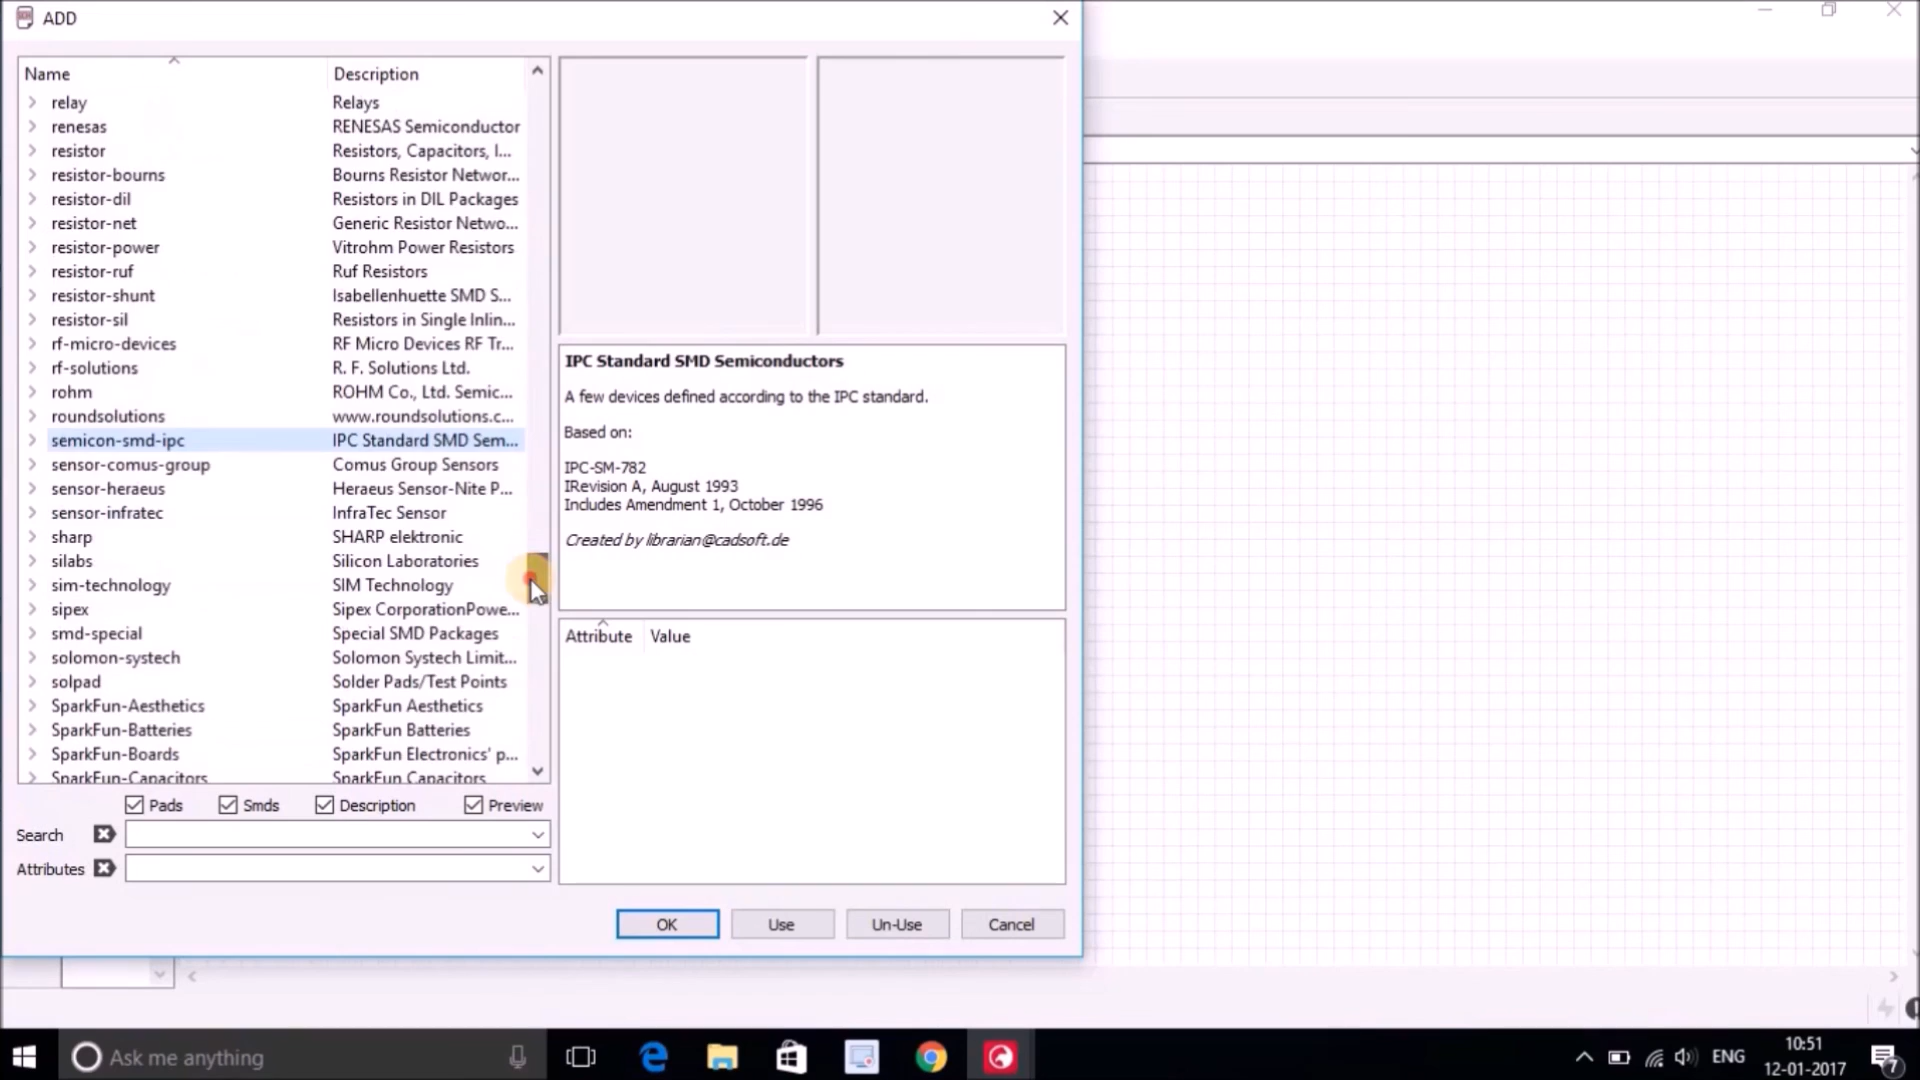 ADD
Name Description
relay Relays
renesas RENESAS Semiconductor
resistor Resistors, Capacitors, I...
resistor-bourns Bourns Resistor Networ...
resistor-dil Resistors in DIL Packages
resistor-net Generic Resistor Netwo...
resistor-power Vitrohm Power Resistors
resistor-ruf Ruf Resistors
resistor-shunt Isabellenhuette SMD S...
resistor-sil Resistors in Single Inlin...
rf-micro-devices RF Micro Devices RF Tr...
rf-solutions R. F. Solutions Ltd.
rohm ROHM Co., Ltd. Semic...
roundsolutions www.roundsolutions.c...
semicon-smd-ipc IPC Standard SMD Sem...
sensor-comus-group Comus Group Sensors
sensor-heraeus Heraeus Sensor-Nite P...
sensor-infratec InfraTec Sensor
sharp SHARP elektronic
silabs Silicon Laboratories
sim-technology SIM Technology
sipex Sipex CorporationPowe...
smd-special Special SMD Packages
solomon-systech Solomon Systech Limit...
solpad Solder Pads/Test Points
SparkFun-Aesthetics SparkFun Aesthetics
SparkFun-Batteries SparkFun Batteries
SparkFun-Boards SparkFun Electronics' p...
SparkFun-Capacitors SparkFun Capacitors
Pads Smds Description Preview
Search
Attributes
IPC Standard SMD Semiconductors
A few devices defined according to the IPC standard.
Based on:
IPC-SM-782
IRevision A, August 1993
Includes Amendment 1, October 1996
Created by librarian@cadsoft.de
Attribute Value
OK Use Un-Use Cancel
Ask me anything
ENG
10:51
12-01-2017
7